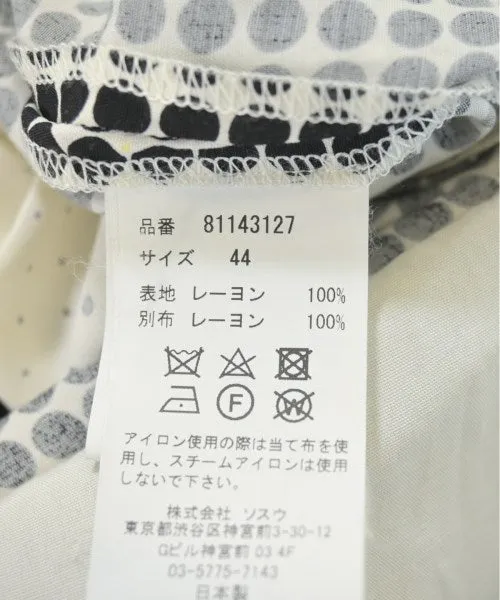 品番 81143127
サイズ 44
表地 レーヨン 100%
別布 レーヨン 100%
F
W
アイロン使用の際は当て布を使
用し、スチームアイロンは使用
しないで下さい。
株式会社 ソスウ
東京都渋谷区神宮前3-30-12
Gビル神宮前 03 4F
03-5775-7143
日本製